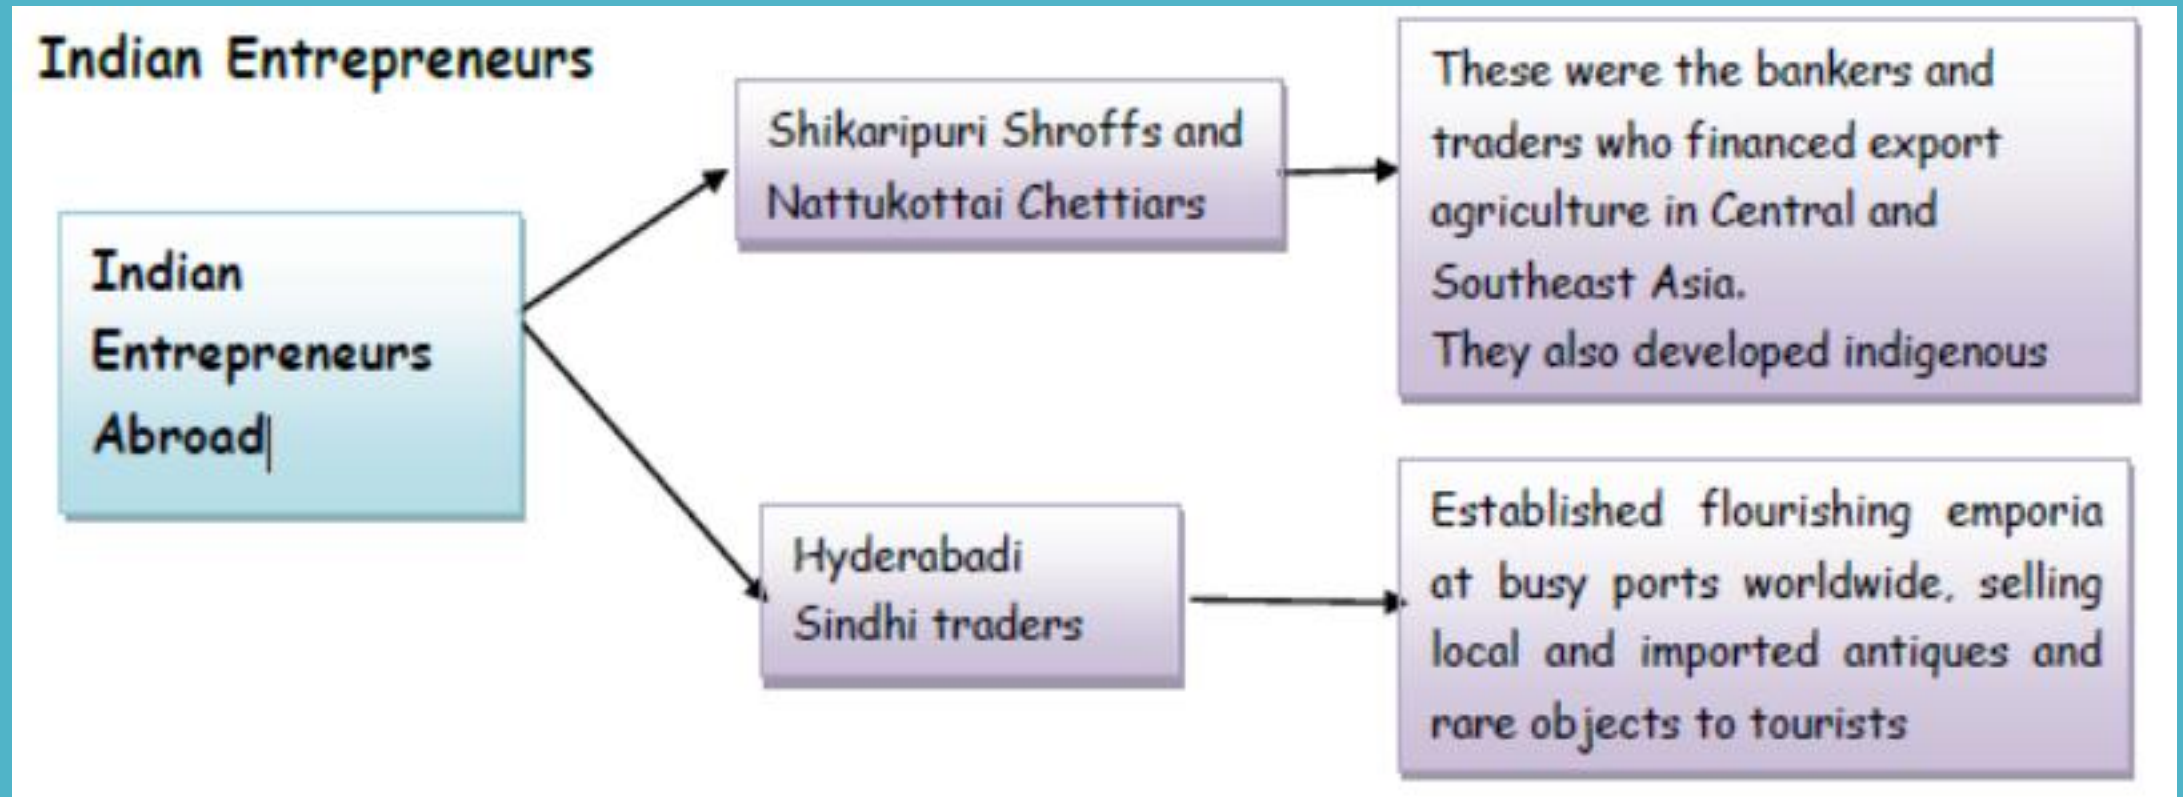 Indian Entrepreneurs
Indian
Entrepreneurs
Abroad
Shikaripuri Shroffs and
Nattukottai Chettiars
These were the bankers and
traders who financed export
agriculture in Central and
Southeast Asia.
They also developed indigenous
Hyderabadi
Sindhi traders
Established flourishing emporia
at busy ports worldwide, selling
local and imported antiques and
rare objects to tourists